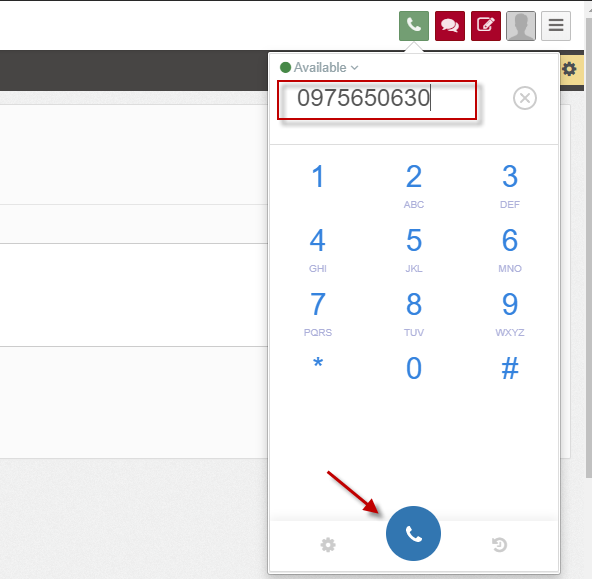 Available
0975650630
1 2 3
ABC DEF
4 5 6
GHI JKL MNO
7 8 9
PQRS TUV WXYZ
* 0 #